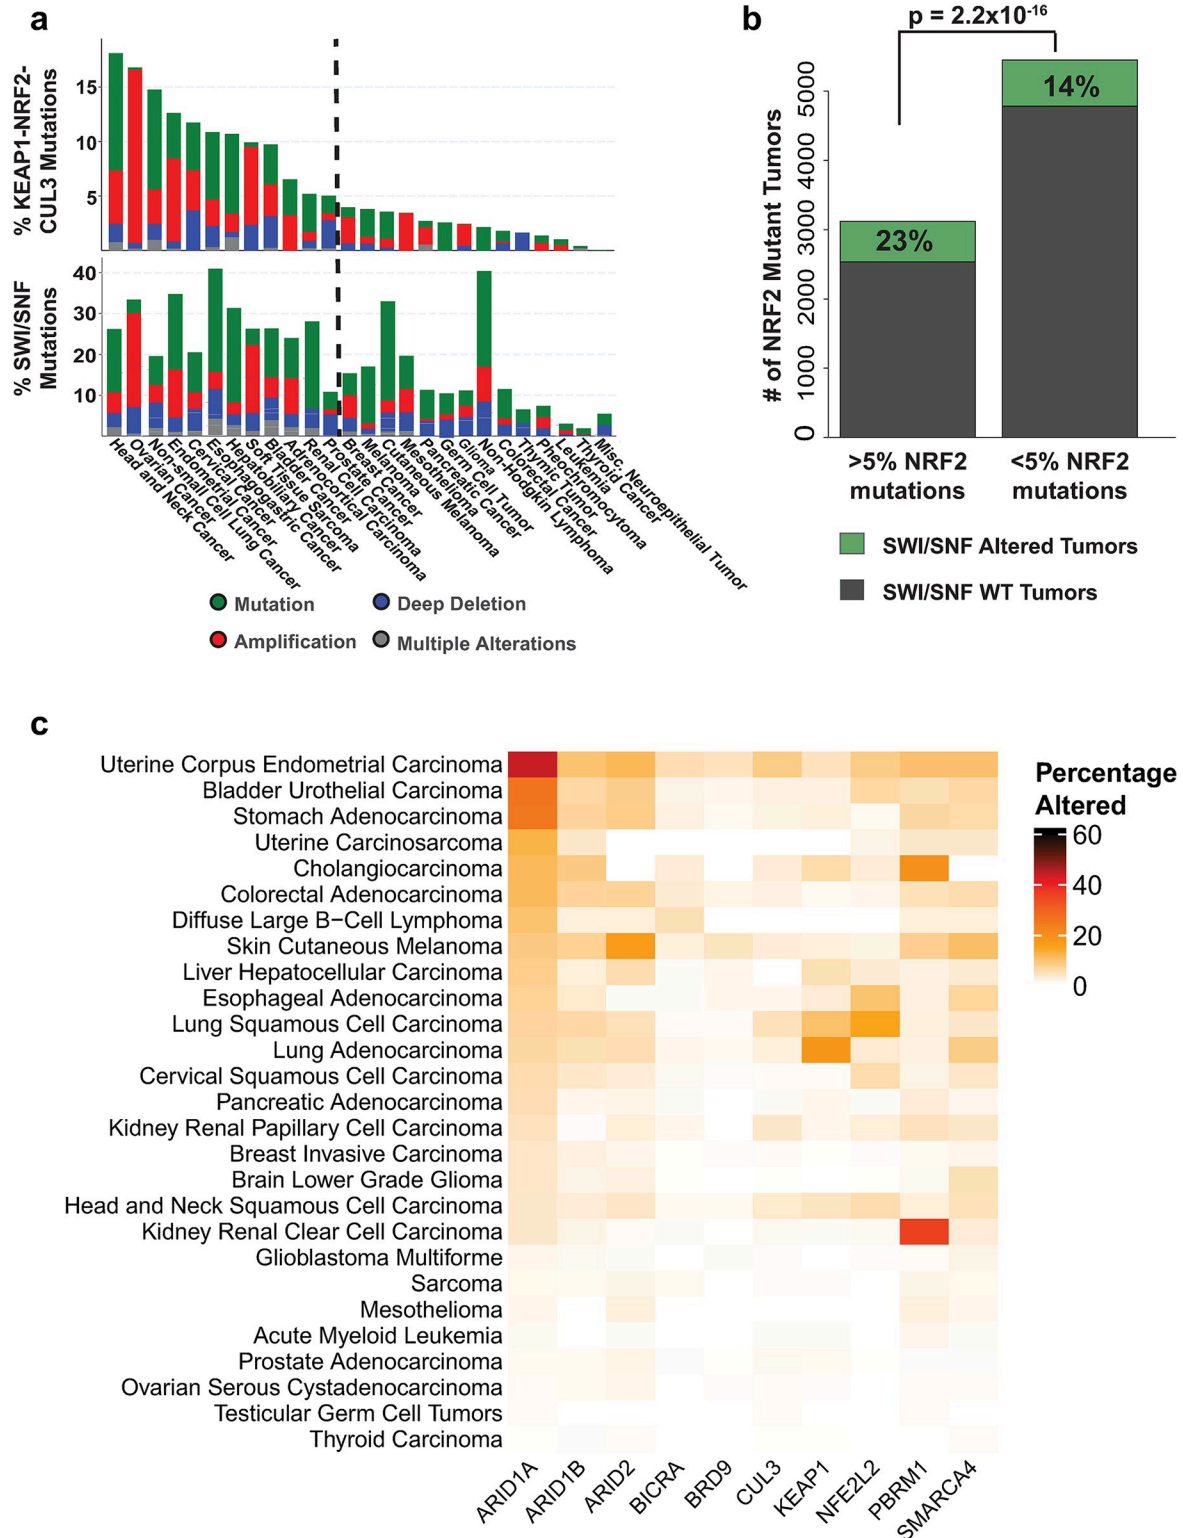 a
% KEAP1-NRF2-
CUL3 Mutations
15
10
5
% SWI/SNF
Mutations
40
30
20
10
Head and Neck Cancer
Ovarian Cancer
Non-small Cell Lung Cancer
Endometrial Cancer
Cervical Cancer
Esophagogastric Cancer
Hepatobiliary Cancer
Soft Tissue Sarcoma
Bladder Cancer
Adrenocortical Carcinoma
Renal Cell Carcinoma
Prostate Cancer
Breast Cancer
Melanoma
Cutaneous Melanoma
Mesothelioma
Pancreatic Cancer
Germ Cell Tumor
Glioma
Non-Hodgkin Lymphoma
Colorectal Cancer
Thymic Tumor
Pheochromocytoma
Leukemia
Thyroid Cancer
Misc. Neuroepithelial Tumor
Mutation
Deep Deletion
Amplification
Multiple Alterations
b
p = 2.2x10-16
# of NRF2 Mutant Tumors
5000
4000
3000
2000
1000
0
23%
14%
>5% NRF2
mutations
<5% NRF2
mutations
SWI/SNF Altered Tumors
SWI/SNF WT Tumors
c
Uterine Corpus Endometrial Carcinoma
Bladder Urothelial Carcinoma
Stomach Adenocarcinoma
Uterine Carcinosarcoma
Cholangiocarcinoma
Colorectal Adenocarcinoma
Diffuse Large B−Cell Lymphoma
Skin Cutaneous Melanoma
Liver Hepatocellular Carcinoma
Esophageal Adenocarcinoma
Lung Squamous Cell Carcinoma
Lung Adenocarcinoma
Cervical Squamous Cell Carcinoma
Pancreatic Adenocarcinoma
Kidney Renal Papillary Cell Carcinoma
Breast Invasive Carcinoma
Brain Lower Grade Glioma
Head and Neck Squamous Cell Carcinoma
Kidney Renal Clear Cell Carcinoma
Glioblastoma Multiforme
Sarcoma
Mesothelioma
Acute Myeloid Leukemia
Prostate Adenocarcinoma
Ovarian Serous Cystadenocarcinoma
Testicular Germ Cell Tumors
Thyroid Carcinoma
ARID1A
ARID1B
ARID2
BICRA
BRD9
CUL3
KEAP1
NFE2L2
PBRM1
SMARCA4
Percentage
Altered
60
40
20
0